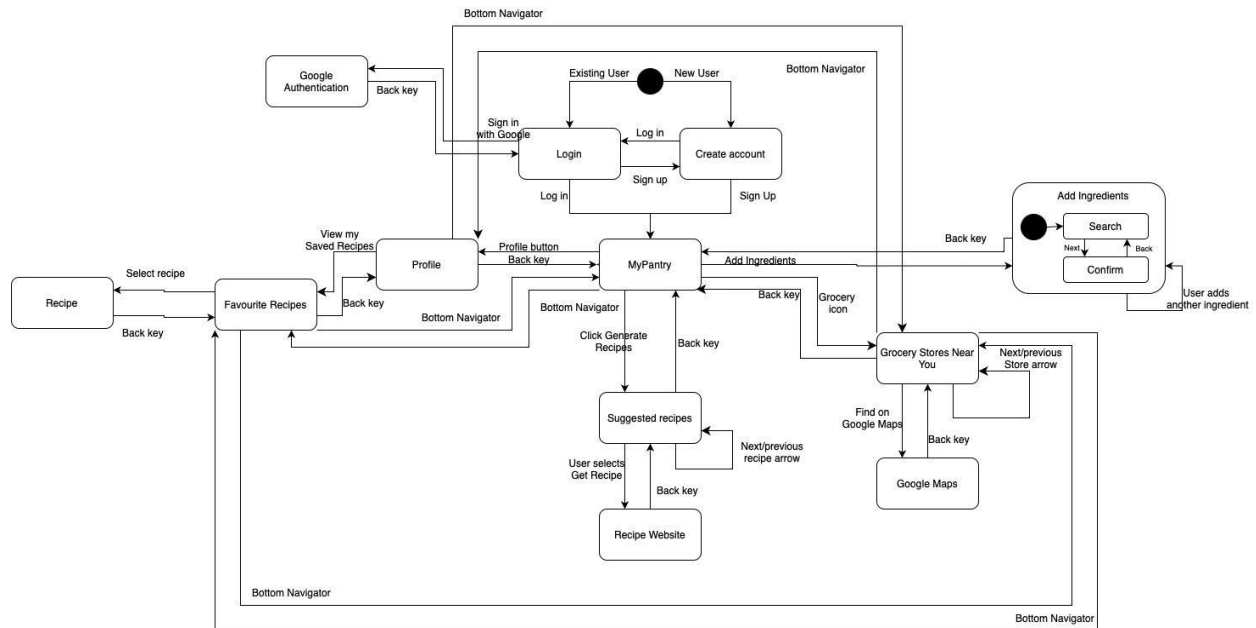 Bottom Navigator
Bottom Navigator
Google
Authentication
Back key
Existing User
New User
Sign in
with Google
Login
Log in
Create account
Sign up
Log in
Sign Up
Add Ingredients
Search
Next
Back
Confirm
User adds
another ingredient
View my
Saved Recipes
Profile
Profile button
Back key
MyPantry
Back key
Add Ingredients
Select recipe
Recipe
Back key
Favourite Recipes
Back key
Bottom Navigator
Bottom Navigator
Back key
Grocery
icon
Click Generate
Recipes
Back key
Grocery Stores Near
You
Next/previous
Store arrow
Suggested recipes
Next/previous
recipe arrow
Find on
Google Maps
Back key
Google Maps
User selects
Get Recipe
Back key
Recipe Website
Bottom Navigator
Bottom Navigator